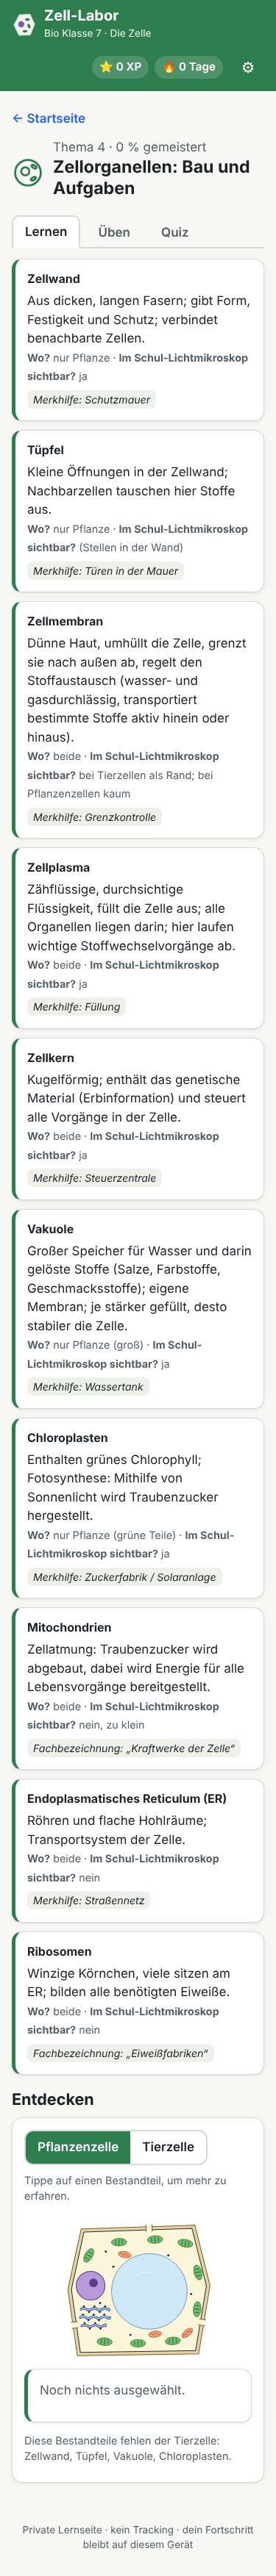 Zell-Labor
Bio Klasse 7 · Die Zelle
⭐ 0 XP
🔥 0 Tage
⚙
← Startseite
Thema 4 · 0 % gemeistert
Zellorganellen: Bau und
Aufgaben
Lernen
Üben
Quiz
Zellwand
Aus dicken, langen Fasern; gibt Form,
Festigkeit und Schutz; verbindet
benachbarte Zellen.
Wo? nur Pflanze · Im Schul-Lichtmikroskop
sichtbar? ja
Merkhilfe: Schutzmauer
Tüpfel
Kleine Öffnungen in der Zellwand;
Nachbarzellen tauschen hier Stoffe
aus.
Wo? nur Pflanze · Im Schul-Lichtmikroskop
sichtbar? (Stellen in der Wand)
Merkhilfe: Türen in der Mauer
Zellmembran
Dünne Haut, umhüllt die Zelle, grenzt
sie nach außen ab, regelt den
Stoffaustausch (wasser- und
gasdurchlässig, transportiert
bestimmte Stoffe aktiv hinein oder
hinaus).
Wo? beide · Im Schul-Lichtmikroskop
sichtbar? bei Tierzellen als Rand; bei
Pflanzenzellen kaum
Merkhilfe: Grenzkontrolle
Zellplasma
Zähflüssige, durchsichtige
Flüssigkeit, füllt die Zelle aus; alle
Organellen liegen darin; hier laufen
wichtige Stoffwechselvorgänge ab.
Wo? beide · Im Schul-Lichtmikroskop
sichtbar? ja
Merkhilfe: Füllung
Zellkern
Kugelförmig; enthält das genetische
Material (Erbinformation) und steuert
alle Vorgänge in der Zelle.
Wo? beide · Im Schul-Lichtmikroskop
sichtbar? ja
Merkhilfe: Steuerzentrale
Vakuole
Großer Speicher für Wasser und darin
gelöste Stoffe (Salze, Farbstoffe,
Geschmacksstoffe); eigene
Membran; je stärker gefüllt, desto
stabiler die Zelle.
Wo? nur Pflanze (groß) · Im Schul-
Lichtmikroskop sichtbar? ja
Merkhilfe: Wassertank
Chloroplasten
Enthalten grünes Chlorophyll;
Fotosynthese: Mithilfe von
Sonnenlicht wird Traubenzucker
hergestellt.
Wo? nur Pflanze (grüne Teile) · Im Schul-
Lichtmikroskop sichtbar? ja
Merkhilfe: Zuckerfabrik / Solaranlage
Mitochondrien
Zellatmung: Traubenzucker wird
abgebaut, dabei wird Energie für alle
Lebensvorgänge bereitgestellt.
Wo? beide · Im Schul-Lichtmikroskop
sichtbar? nein, zu klein
Fachbezeichnung: „Kraftwerke der Zelle“
Endoplasmatisches Reticulum (ER)
Röhren und flache Hohlräume;
Transportsystem der Zelle.
Wo? beide · Im Schul-Lichtmikroskop
sichtbar? nein
Merkhilfe: Straßennetz
Ribosomen
Winzige Körnchen, viele sitzen am
ER; bilden alle benötigten Eiweiße.
Wo? beide · Im Schul-Lichtmikroskop
sichtbar? nein
Fachbezeichnung: „Eiweißfabriken“
Entdecken
Pflanzenzelle
Tierzelle
Tippe auf einen Bestandteil, um mehr zu
erfahren.
Noch nichts ausgewählt.
Diese Bestandteile fehlen der Tierzelle:
Zellwand, Tüpfel, Vakuole, Chloroplasten.
Private Lernseite · kein Tracking · dein Fortschritt
bleibt auf diesem Gerät